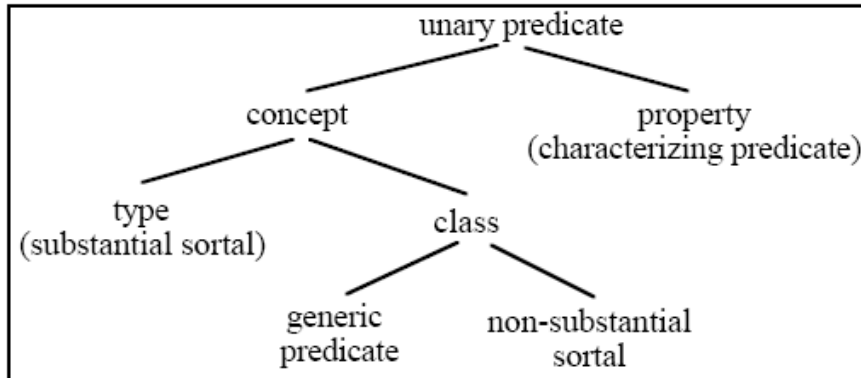 unary predicate
concept
property
(characterizing predicate)
type
(substantial sortal)
class
generic
predicate
non-substantial
sortal